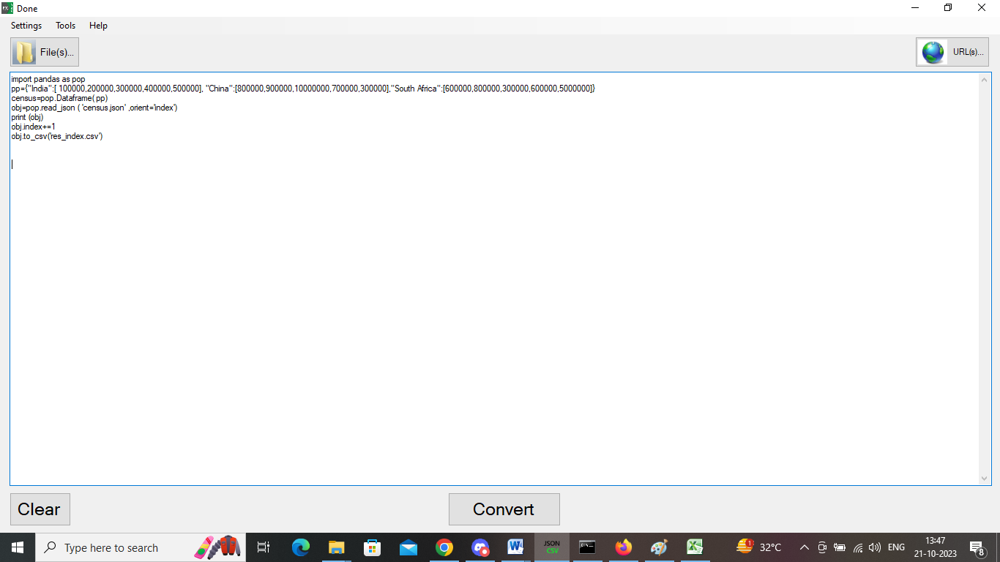 Done
Settings Tools Help
File(s)... URL(s)...
import pandas as pop
pp={"India":[ 100000,200000,300000,400000,500000], "China":[800000,900000,10000000,700000,300000],"South Africa":[600000,800000,300000,600000,5000000]}
census=pop.Dataframe( pp)
obj=pop.read_json ( 'census.json' ,orient='index')
print (obj)
obj.index+=1
obj.to_csv('res_index.csv')
Clear Convert
Type here to search
JSON
CSV
1
32°C
ENG
13:47
21-10-2023
8